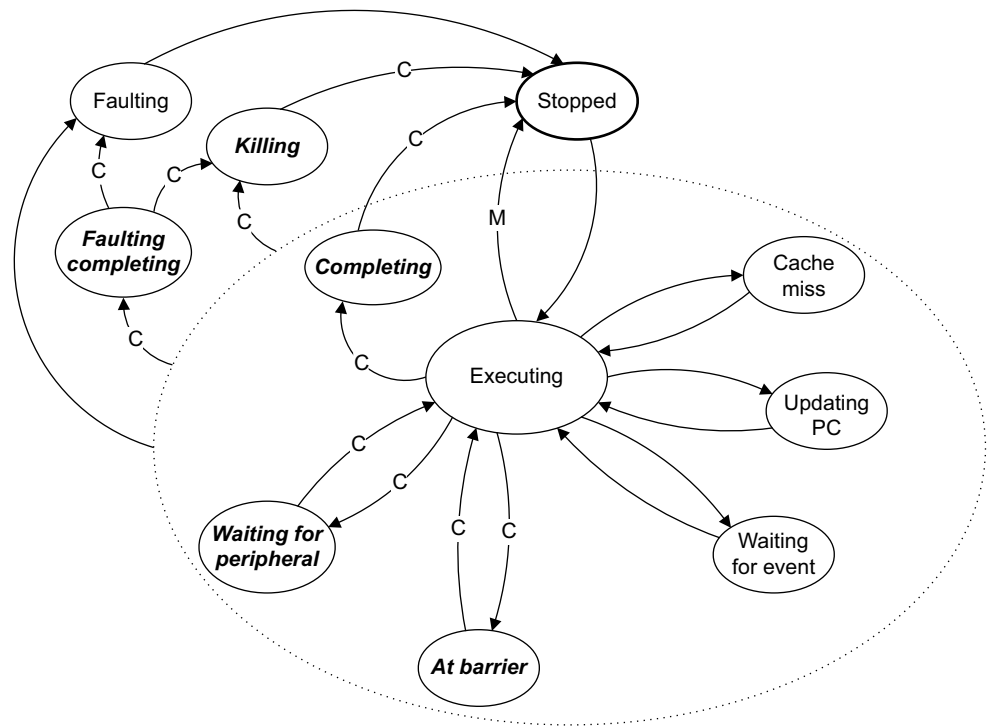 Faulting
C
Stopped
Killing
C
C
C
M
C
Faulting
completing
Completing
Cache
miss
C
C
Executing
Updating
PC
C
C
Waiting for
peripheral
C
C
Waiting
for event
At barrier